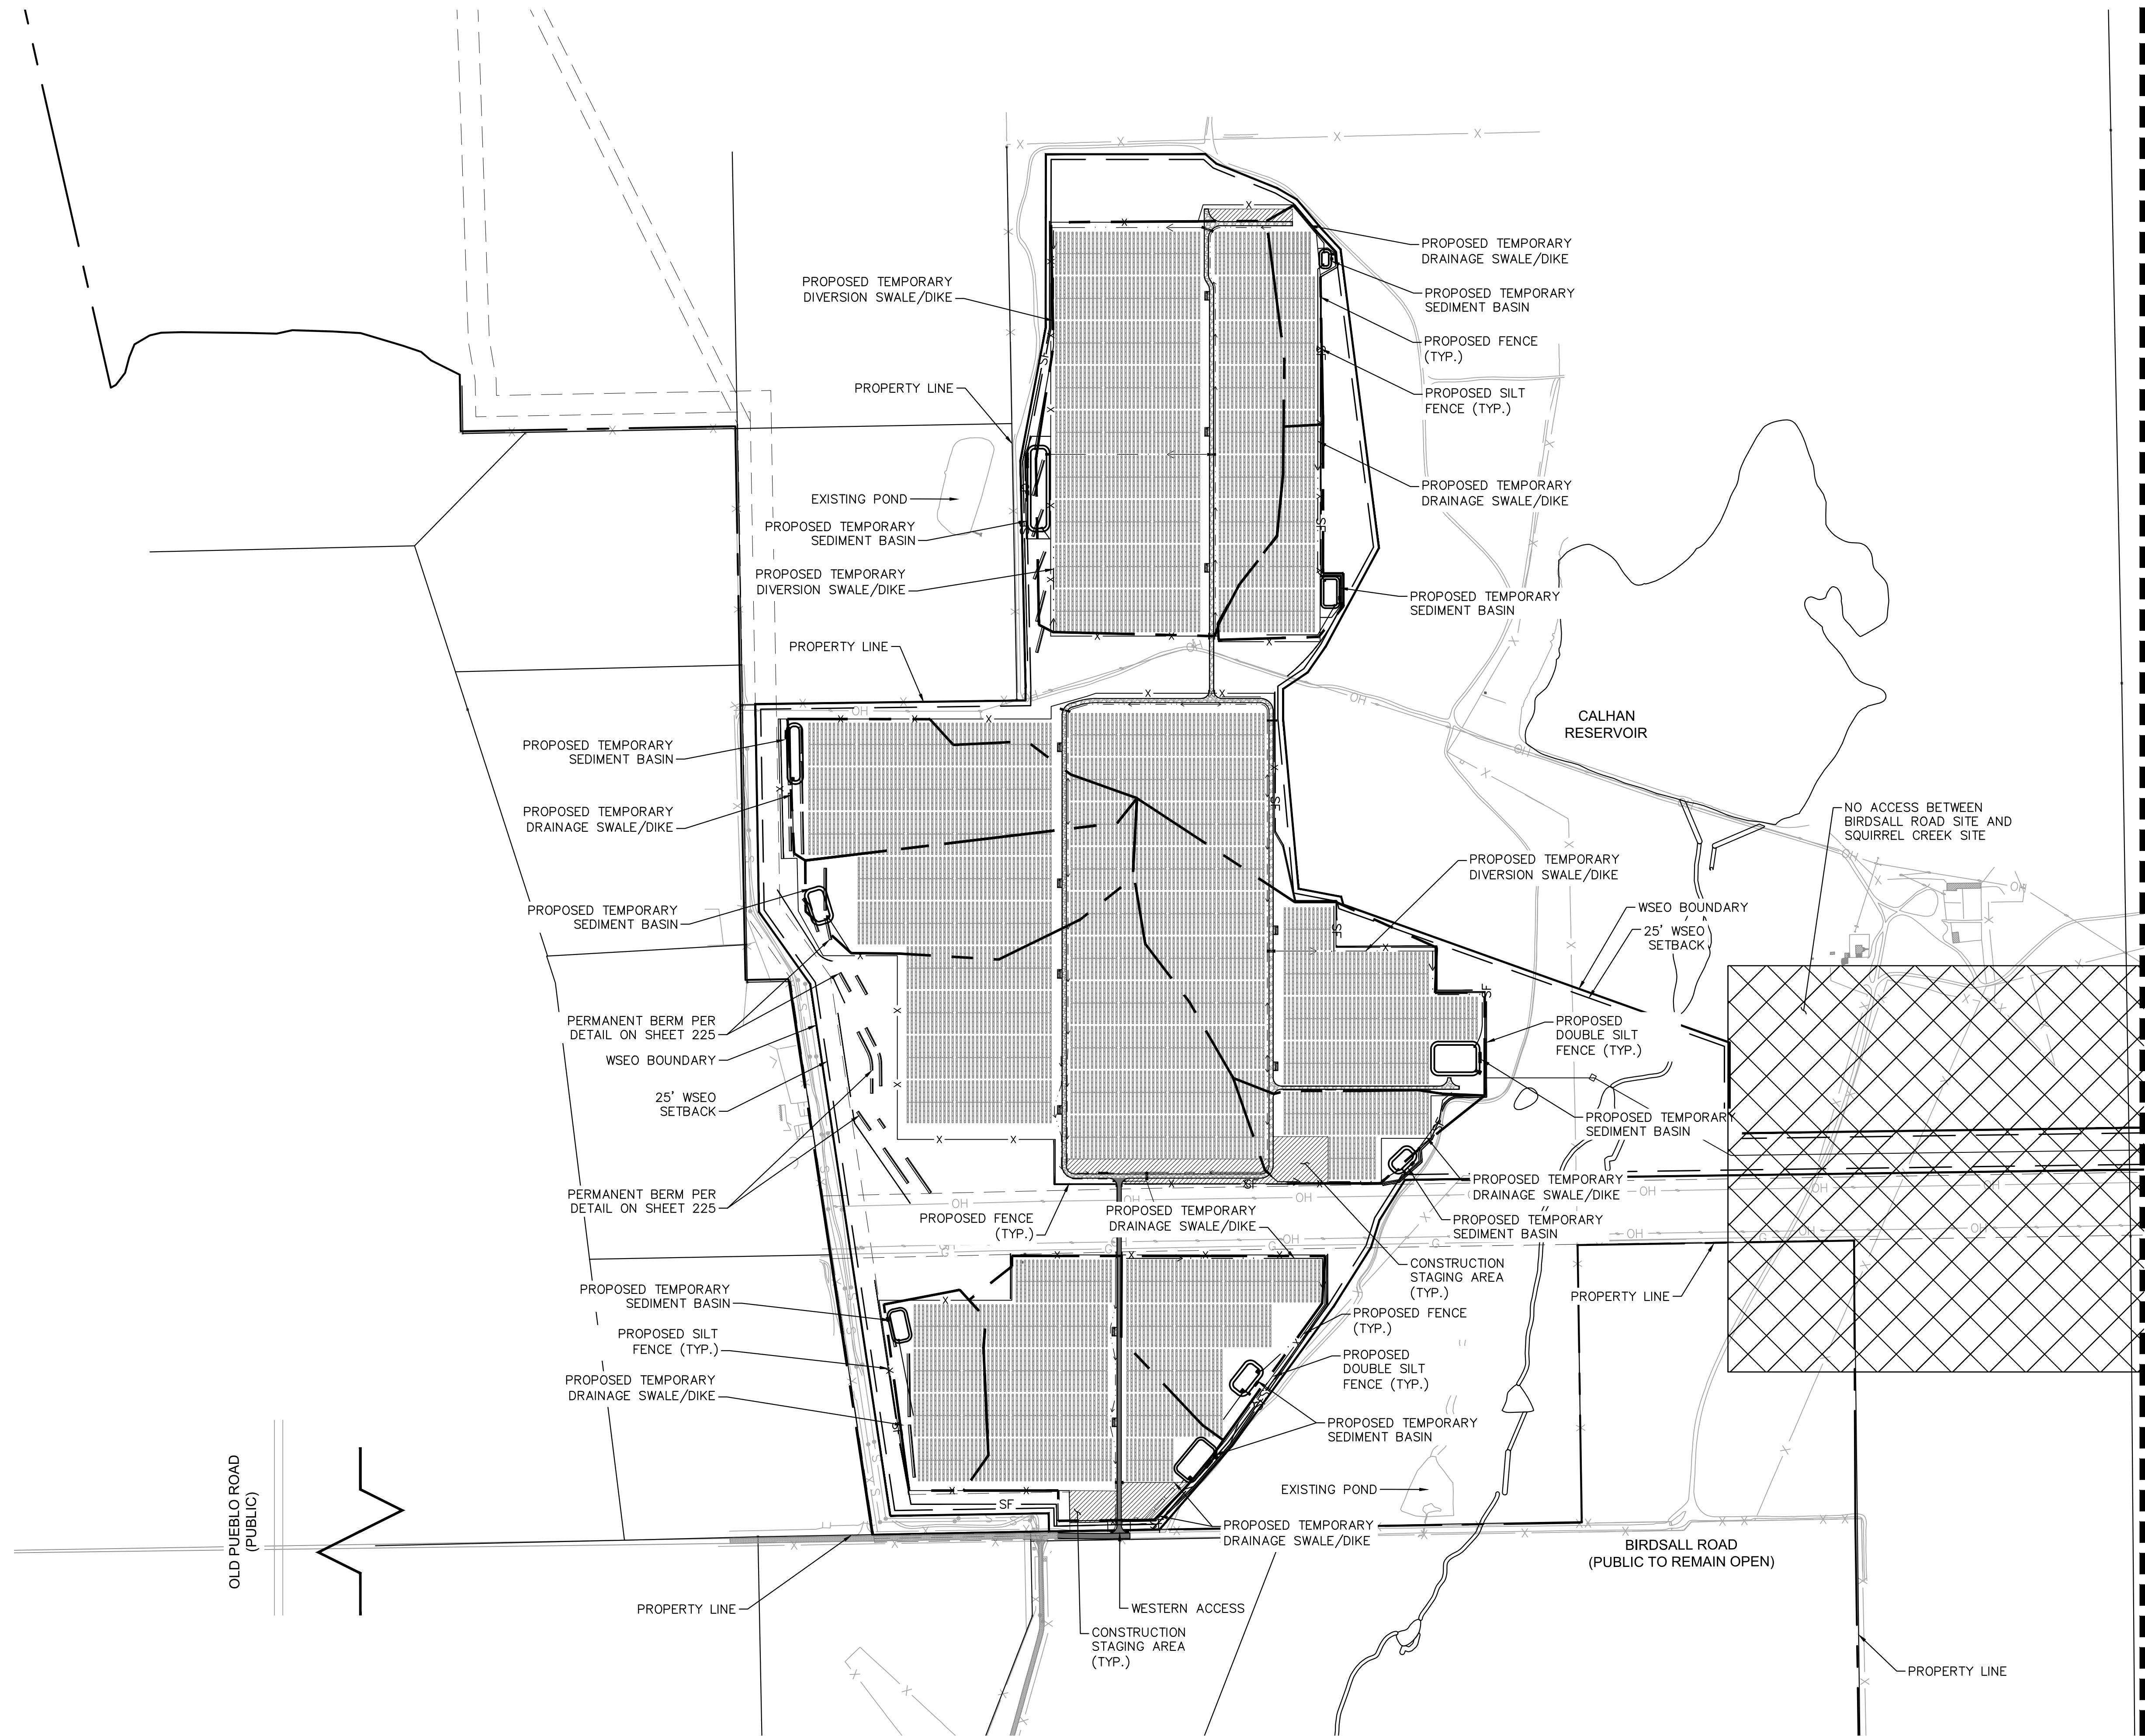 PROPOSED TEMPORARY
DRAINAGE SWALE/DIKE
PROPOSED TEMPORARY
DIVERSION SWALE/DIKE
PROPOSED TEMPORARY
SEDIMENT BASIN
PROPOSED FENCE
(TYP.)
PROPERTY LINE
PROPOSED SILT
FENCE (TYP.)
EXISTING POND
PROPOSED TEMPORARY
DRAINAGE SWALE/DIKE
PROPOSED TEMPORARY
SEDIMENT BASIN
PROPOSED TEMPORARY
DIVERSION SWALE/DIKE
PROPOSED TEMPORARY
SEDIMENT BASIN
PROPERTY LINE
CALHAN
RESERVOIR
PROPOSED TEMPORARY
SEDIMENT BASIN
PROPOSED TEMPORARY
DRAINAGE SWALE/DIKE
NO ACCESS BETWEEN
BIRDSALL ROAD SITE AND
SQUIRREL CREEK SITE
PROPOSED TEMPORARY
DIVERSION SWALE/DIKE
PROPOSED TEMPORARY
SEDIMENT BASIN
WSEO BOUNDARY
25' WSEO
SETBACK
PERMANENT BERM PER
DETAIL ON SHEET 225
PROPOSED
DOUBLE SILT
FENCE (TYP.)
WSEO BOUNDARY
25' WSEO
SETBACK
PROPOSED TEMPORARY
SEDIMENT BASIN
PERMANENT BERM PER
DETAIL ON SHEET 225
PROPOSED TEMPORARY
DRAINAGE SWALE/DIKE
PROPOSED FENCE
(TYP.)
PROPOSED TEMPORARY
DRAINAGE SWALE/DIKE
PROPOSED TEMPORARY
SEDIMENT BASIN
CONSTRUCTION
STAGING AREA
(TYP.)
PROPERTY LINE
PROPOSED TEMPORARY
SEDIMENT BASIN
PROPOSED FENCE
(TYP.)
PROPOSED SILT
FENCE (TYP.)
PROPOSED
DOUBLE SILT
FENCE (TYP.)
PROPOSED TEMPORARY
DRAINAGE SWALE/DIKE
PROPOSED TEMPORARY
SEDIMENT BASIN
EXISTING POND
OLD PUEBLO ROAD
(PUBLIC)
SF
PROPOSED TEMPORARY
DRAINAGE SWALE/DIKE
BIRDSALL ROAD
(PUBLIC TO REMAIN OPEN)
PROPERTY LINE
WESTERN ACCESS
CONSTRUCTION
STAGING AREA
(TYP.)
PROPERTY LINE